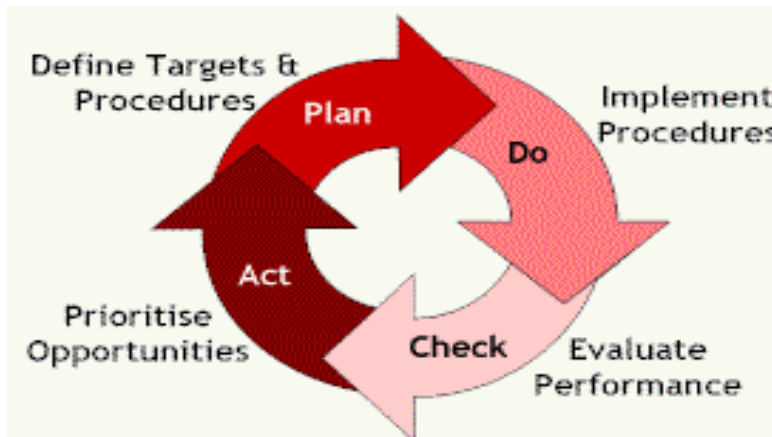 Define Targets &
Procedures
Plan
Implement
Procedures
Do
Act
Prioritise
Opportunities
Check
Evaluate
Performance